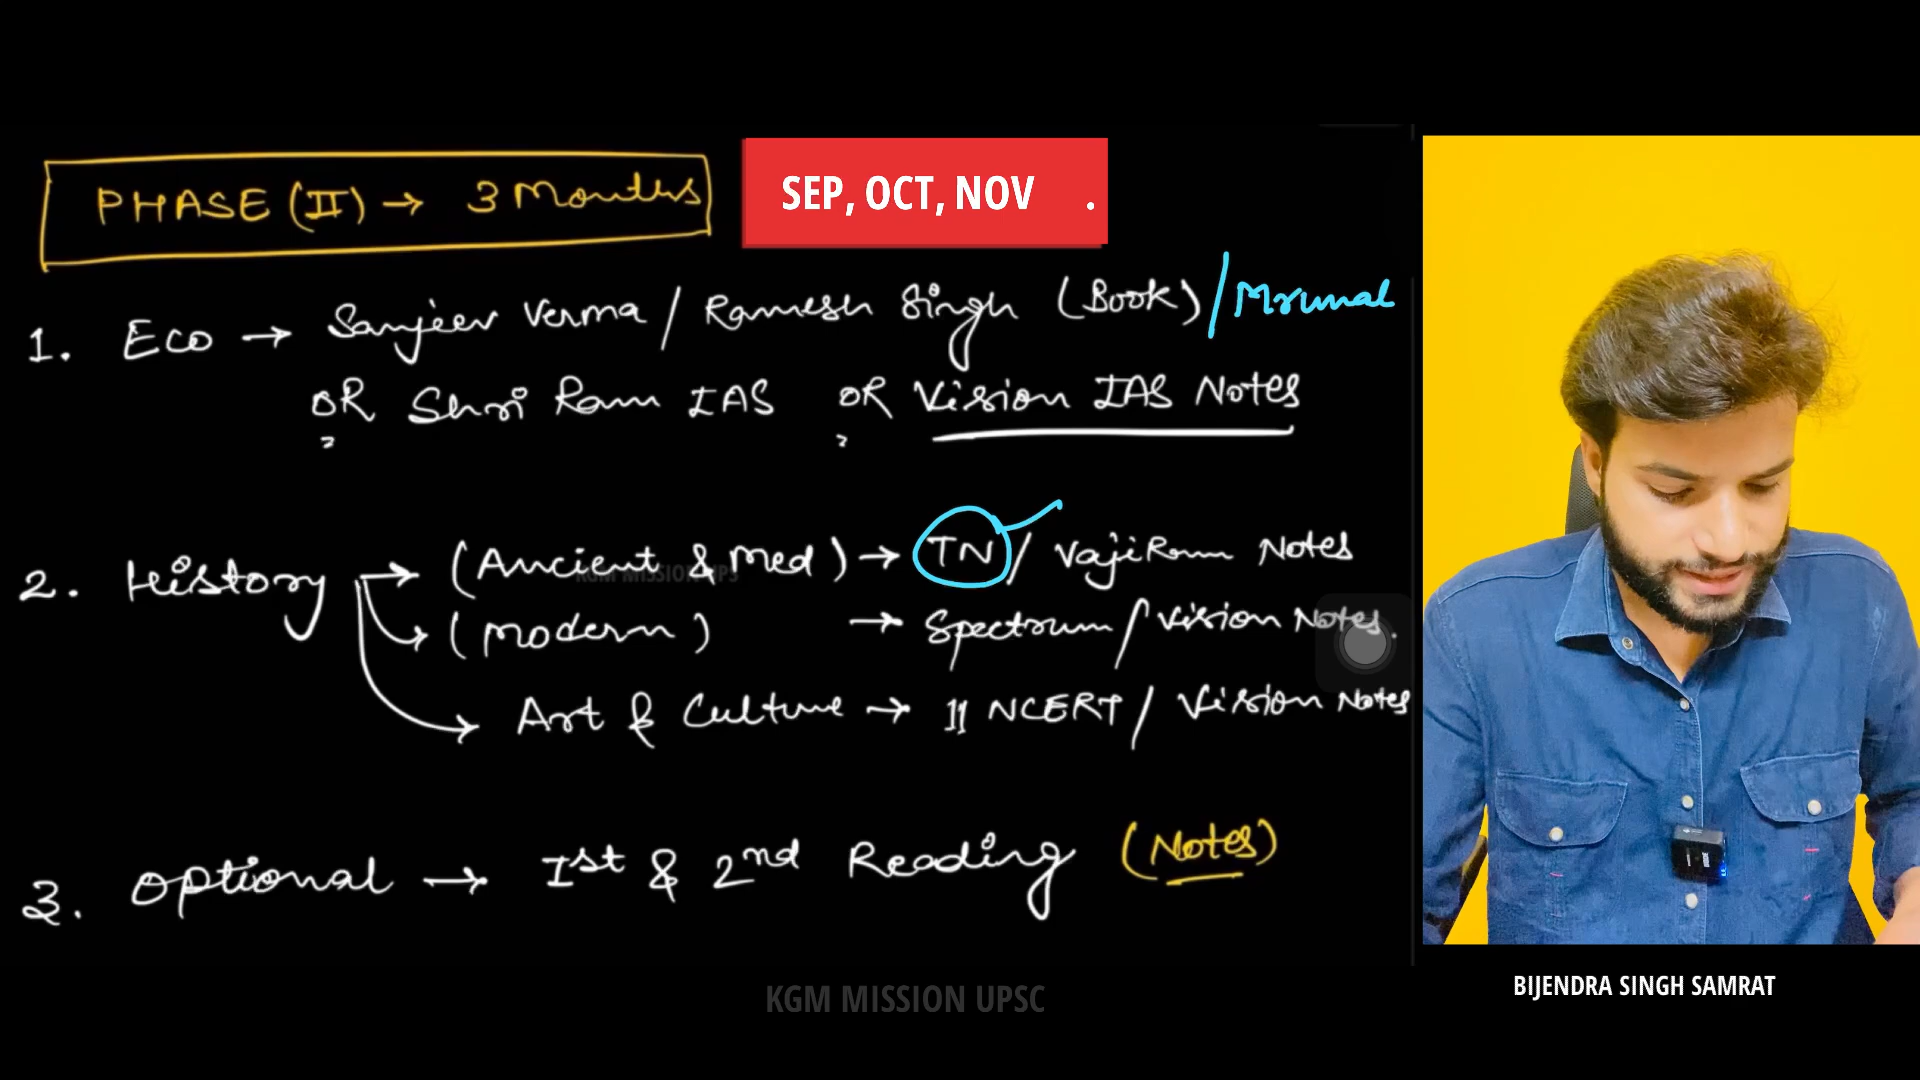 PHASE (II) → 3 Months
SEP, OCT, NOV .
1. Eco → Sanjeev Verma / Ramesh Singh (Book) / Mrunal
OR Shri Ram IAS OR Vision IAS Notes
2. History → (Ancient & Med) → TN / VajiRam Notes
(Modern) → Spectrum / Vision Notes.
Art & Culture → 11 NCERT / Vision Notes
3. Optional → Ist & 2nd Reading (Notes)
KGM MISSION UPSC
BIJENDRA SINGH SAMRAT